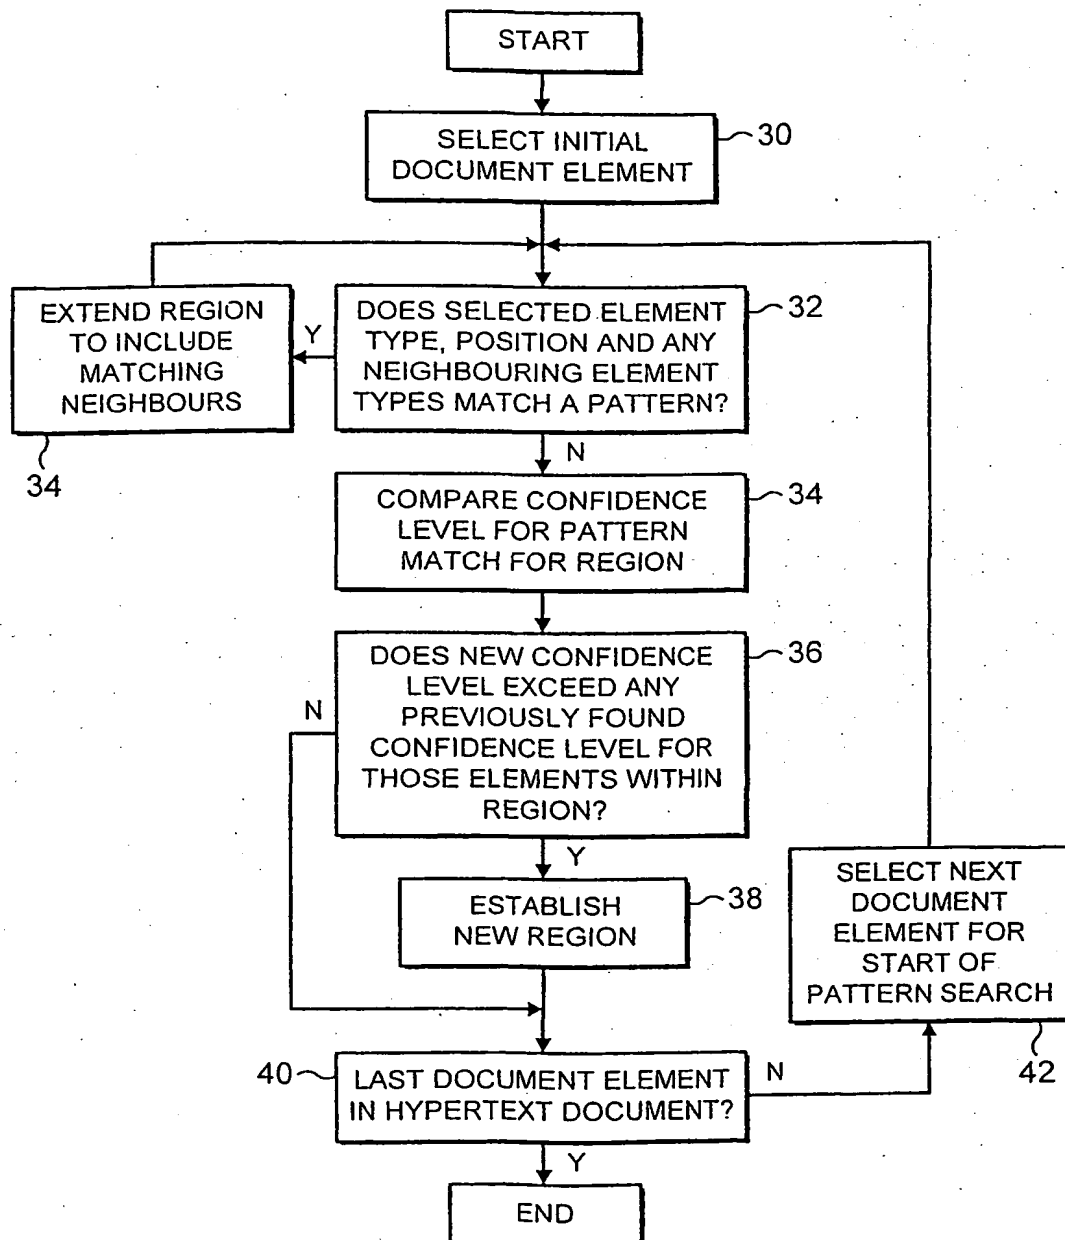 START
SELECT INITIAL
DOCUMENT ELEMENT
30
EXTEND REGION
TO INCLUDE
MATCHING
NEIGHBOURS
34
Y
DOES SELECTED ELEMENT
TYPE, POSITION AND ANY
NEIGHBOURING ELEMENT
TYPES MATCH A PATTERN?
32
N
COMPARE CONFIDENCE
LEVEL FOR PATTERN
MATCH FOR REGION
34
DOES NEW CONFIDENCE
LEVEL EXCEED ANY
PREVIOUSLY FOUND
CONFIDENCE LEVEL FOR
THOSE ELEMENTS WITHIN
REGION?
36
N
Y
ESTABLISH
NEW REGION
38
SELECT NEXT
DOCUMENT
ELEMENT FOR
START OF
PATTERN SEARCH
42
40
LAST DOCUMENT ELEMENT
IN HYPERTEXT DOCUMENT?
N
Y
END